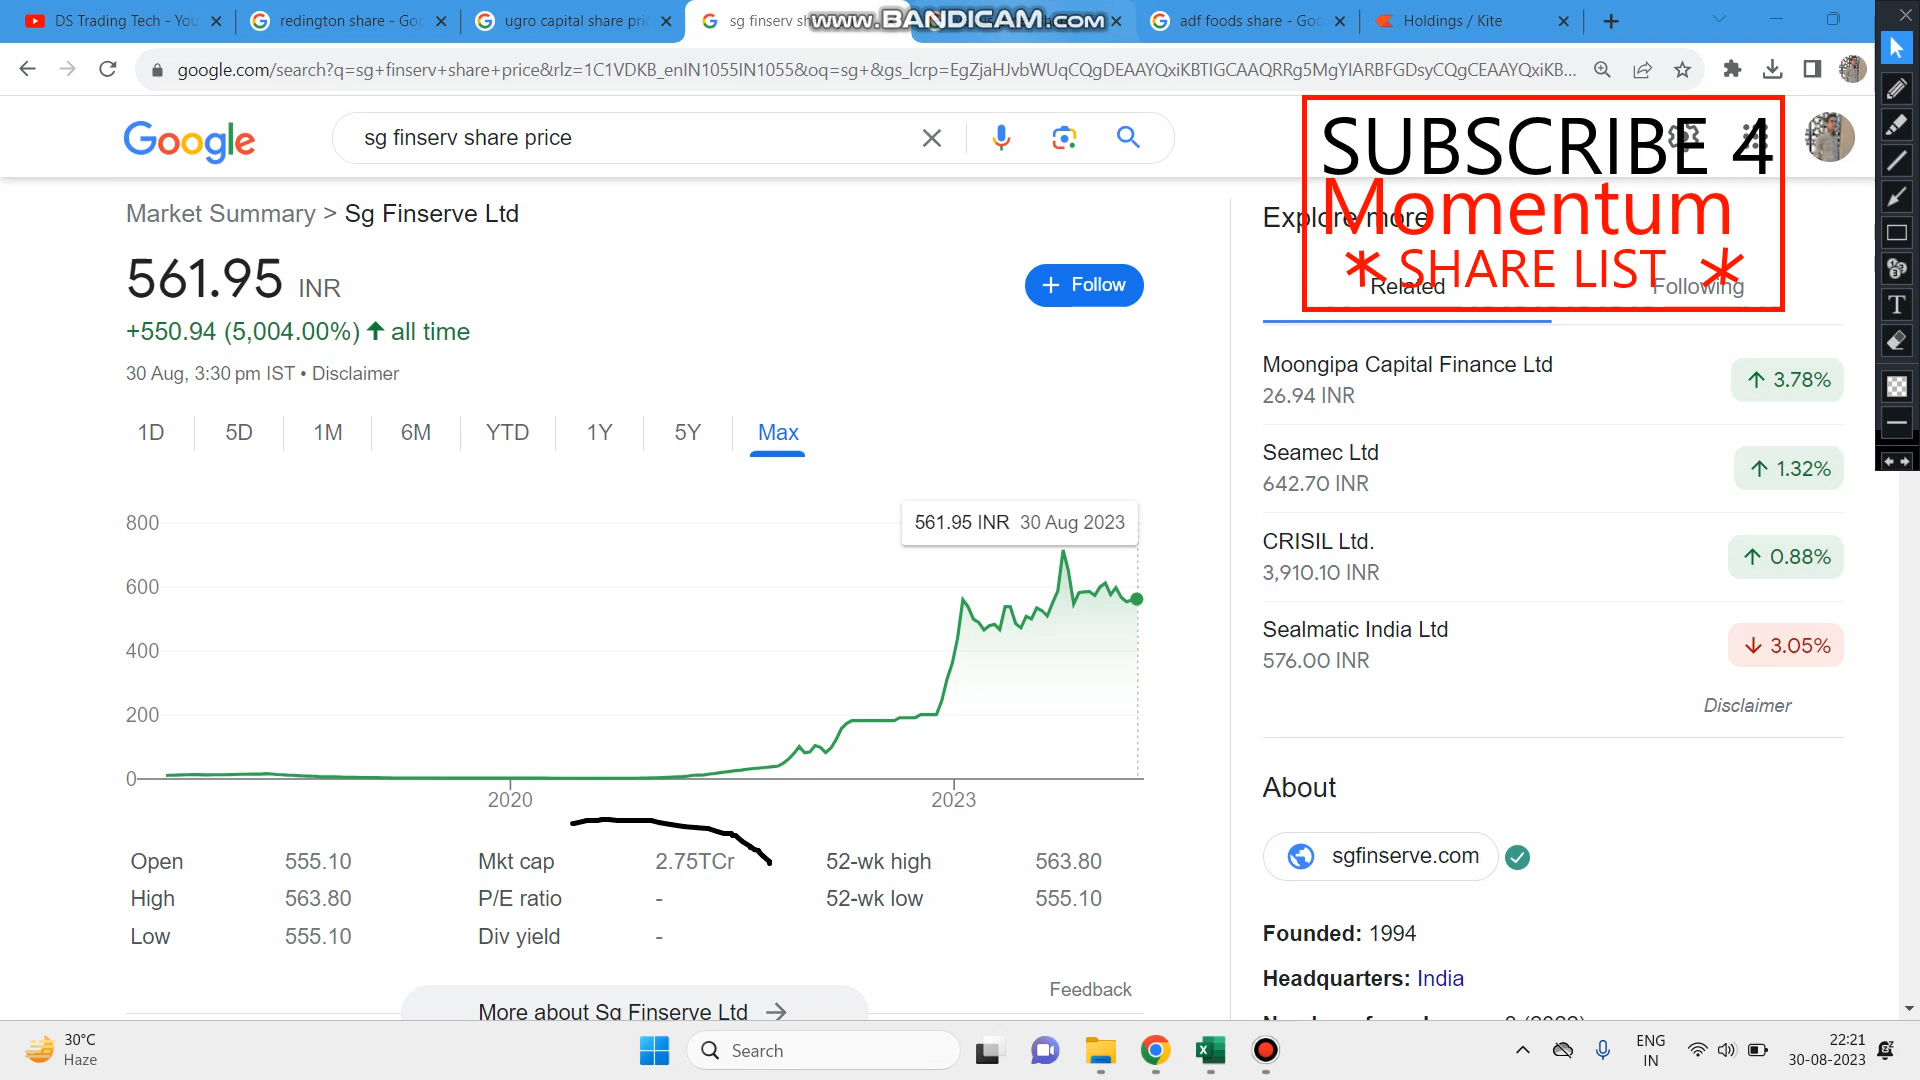 DS Trading Tech - You
redington share - Goo
ugro capital share pric
sg finserv sh
www.BANDICAM.com
adf foods share - Goo
Holdings / Kite
google.com/search?q=sg+finserv+share+price&rlz=1C1VDKB_enIN1055IN1055&oq=sg+&gs_lcrp=EgZjaHJvbWUqCQgDEAAYQxiKBTIGCAAQRRg5MgYIARBFGDsyCQgCEAAYQxiKB...
Google
sg finserv share price
SUBSCRIBE 4
Momentum
* SHARE LIST *
Market Summary > Sg Finserve Ltd
561.95 INR
+ Follow
+550.94 (5,004.00%) ↑ all time
30 Aug, 3:30 pm IST • Disclaimer
1D 5D 1M 6M YTD 1Y 5Y Max
561.95 INR 30 Aug 2023
800
600
400
200
0
2020 2023
Open 555.10 Mkt cap 2.75TCr 52-wk high 563.80
High 563.80 P/E ratio - 52-wk low 555.10
Low 555.10 Div yield -
Feedback
More about Sg Finserve Ltd →
Explore more
Related Following
Moongipa Capital Finance Ltd
26.94 INR
↑ 3.78%
Seamec Ltd
642.70 INR
↑ 1.32%
CRISIL Ltd.
3,910.10 INR
↑ 0.88%
Sealmatic India Ltd
576.00 INR
↓ 3.05%
Disclaimer
About
sgfinserve.com
Founded: 1994
Headquarters: India
30°C
Haze
Search
ENG
IN
22:21
30-08-2023